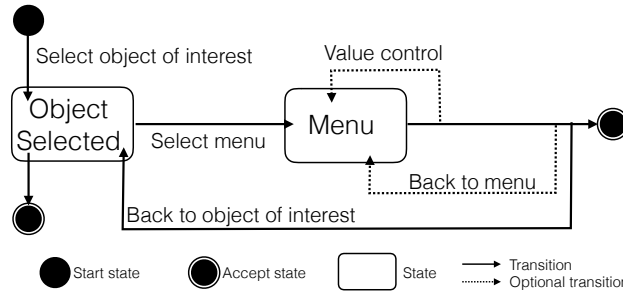 Select object of interest
Value control
Object
Selected
Menu
Select menu
Back to menu
Back to object of interest
Start state
Accept state
State
Transition
Optional transition